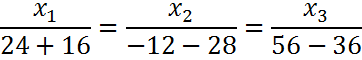 x₁/(24 + 16) = x₂/(−12 − 28) = x₃/(56 − 36)